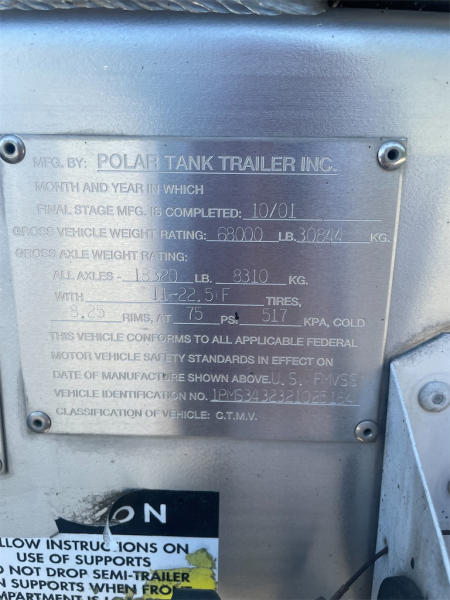 MFG. BY: POLAR TANK TRAILER INC.
MONTH AND YEAR IN WHICH
FINAL STAGE MFG. IS COMPLETED: 10/01
GROSS VEHICLE WEIGHT RATING: 68000 LB. 30844 KG.
GROSS AXLE WEIGHT RATING:
ALL AXLES - 18320 LB. 8310 KG.
WITH 11-22.5 F TIRES,
8.25 RIMS, AT 75 PSI, 517 KPA, COLD
THIS VEHICLE CONFORMS TO ALL APPLICABLE FEDERAL
MOTOR VEHICLE SAFETY STANDARDS IN EFFECT ON
DATE OF MANUFACTURE SHOWN ABOVE. U.S. FMVSS
VEHICLE IDENTIFICATION NO.
CLASSIFICATION OF VEHICLE: C.T.M.V.
ON
LLOW INSTRUCTIONS ON
USE OF SUPPORTS
NOT DROP SEMI-TRAILER
N SUPPORTS WHEN FRONT